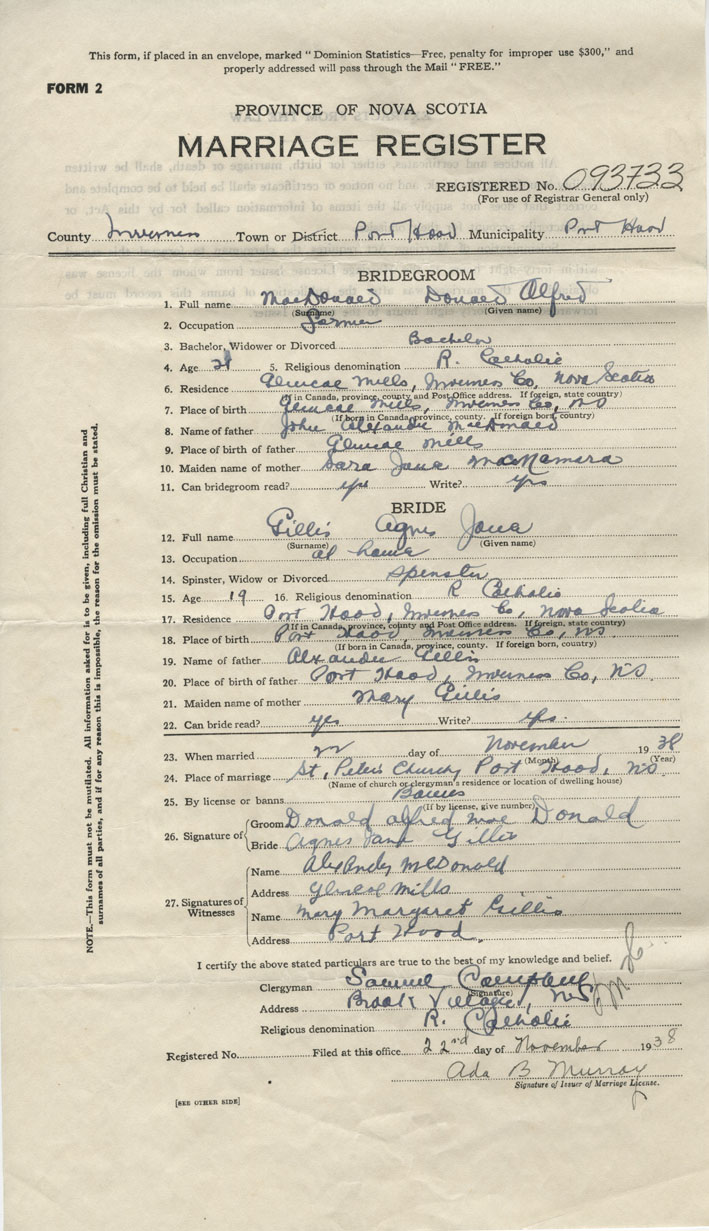 This form, if placed in an envelope, marked "Dominion Statistics—Free, penalty for improper use $300," and
properly addressed will pass through the Mail "FREE."
FORM 2
PROVINCE OF NOVA SCOTIA
MARRIAGE REGISTER
REGISTERED No. 093733
(For use of Registrar General only)
County Inverness Town or District Port Hood Municipality Port Hood
BRIDEGROOM
1. Full name MacDonald Donald Alfred
(Surname) (Given name)
2. Occupation farmer
3. Bachelor, Widower or Divorced Bachelor
4. Age 5. Religious denomination R. Catholic
6. Residence Glencoe Mills, Inverness Co, Nova Scotia
(If in Canada, province, county and Post Office address. If foreign, state country)
7. Place of birth Glencoe Mills, Inverness Co, NS
(If born in Canada, province, county. If foreign born, country)
8. Name of father John Alexander MacDonald
9. Place of birth of father Glencoe Mills
10. Maiden name of mother Sara Jane MacNamara
11. Can bridegroom read? yes Write? yes
BRIDE
12. Full name Gillis Agnes Jane
(Surname) (Given name)
13. Occupation at home
14. Spinster, Widow or Divorced spinster
15. Age 19 16. Religious denomination R Catholic
17. Residence Port Hood, Inverness Co, Nova Scotia
(If in Canada, province, county and Post Office address. If foreign, state country)
18. Place of birth Port Hood, Inverness Co, NS
(If born in Canada, province, county. If foreign born, country)
19. Name of father Alexander Gillis
20. Place of birth of father Port Hood, Inverness Co, NS.
21. Maiden name of mother Mary Gillis
22. Can bride read? yes Write? yes.
23. When married 22 day of November 1938
(Month) (Year)
24. Place of marriage St, Peters Church, Port Hood, NS
(Name of church or clergyman's residence or location of dwelling house)
25. By license or banns Banns
(If by license, give number)
26. Signature of
Groom Donald alfred mac Donald
Bride Agnes Jane Gillis
27. Signatures of Witnesses
Name McDonald
Address Glencoe Mills
Name Mary Margaret Gillis
Address Port Hood.
I certify the above stated particulars are true to the best of my knowledge and belief.
Clergyman Samuel Campbell
(Signature)
Address Brook Village, NS
Religious denomination R. Catholic
Registered No. Filed at this office 22nd day of November 1938
Ada B Murray
Signature of Issuer of Marriage License.
[SEE OTHER SIDE]
NOTE.—This form must not be mutilated. All information asked for is to be given, including full Christian and
surnames of all parties, and if for any reason this is impossible, the reason for the omission must be stated.